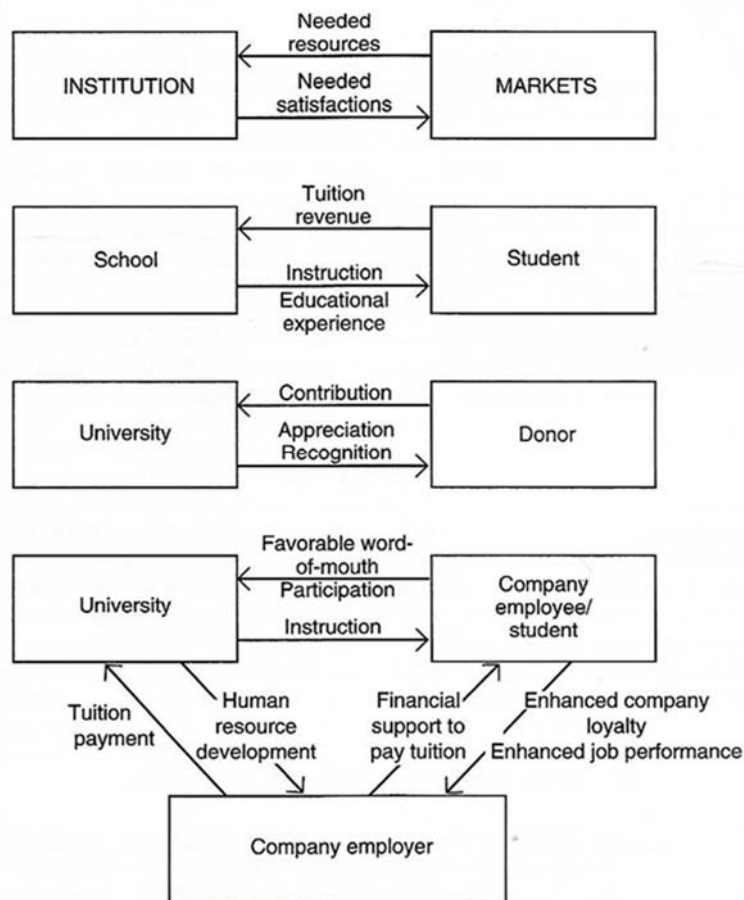 Needed
resources
INSTITUTION
MARKETS
Needed
satisfactions
Tuition
revenue
School
Student
Instruction
Educational
experience
Contribution
University
Donor
Appreciation
Recognition
Favorable word-
of-mouth
Participation
University
Company
employee/
student
Instruction
Tuition
payment
Human
resource
development
Financial
support to
pay tuition
Enhanced company
loyalty
Enhanced job performance
Company employer